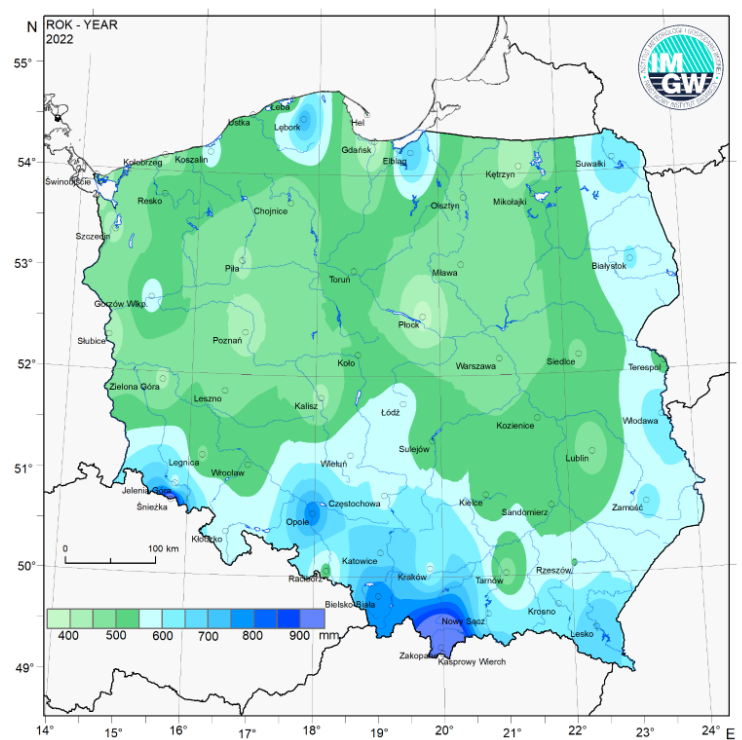 N
ROK - YEAR
2022
IMGW
55°
Łeba
Ustka
Lębork
Hel
Kołobrzeg
Koszalin
Gdańsk
Elbląg
54°
Świnoujście
Kętrzyn
Suwałki
Resko
Chojnice
Olsztyn
Mikołajki
Szczecin
53°
Piła
Toruń
Mława
Białystok
Gorzów Wlkp.
Płock
Słubice
Poznań
52°
Koło
Warszawa
Siedlce
Terespol
Zielona Góra
Leszno
Kalisz
Łódź
Kozienice
Włodawa
51°
Legnica
Wrocław
Wieluń
Sulejów
Lublin
Jelenia Góra
Śnieżka
Częstochowa
Kielce
Sandomierz
Zamość
Opole
Kłodzko
0 100 km
50°
Katowice
Racibórz
Kraków
Tarnów
Rzeszów
Bielsko-Biała
Nowy Sącz
Krosno
Lesko
400 500 600 700 800 900 mm
49°
Zakopane
Kasprowy Wierch
14° 15° 16° 17° 18° 19° 20° 21° 22° 23° 24° E